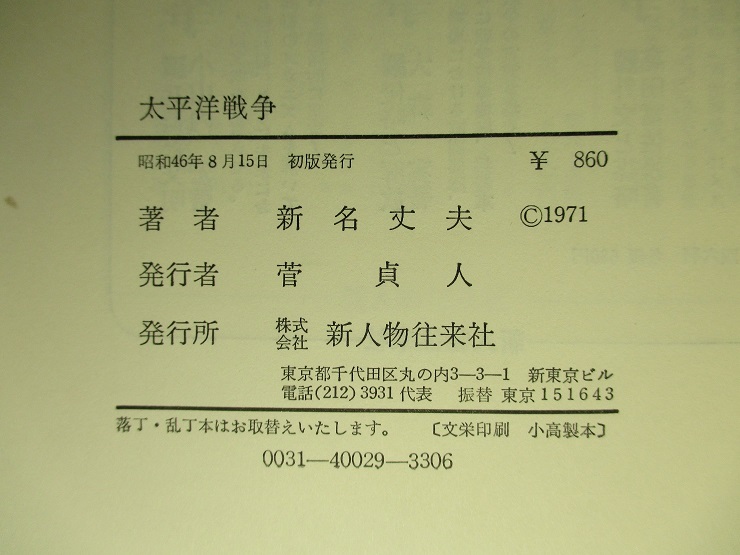 太平洋戦争
昭和46年8月15日 初版発行 ¥ 860
著者 新名丈夫 ©1971
発行者 菅貞人
発行所 株式会社 新人物往来社
東京都千代田区丸の内3—3—1 新東京ビル
電話(212)3931代表 振替 東京151643
落丁・乱丁本はお取替えいたします。 〔文栄印刷 小高製本〕
0031—40029—3306